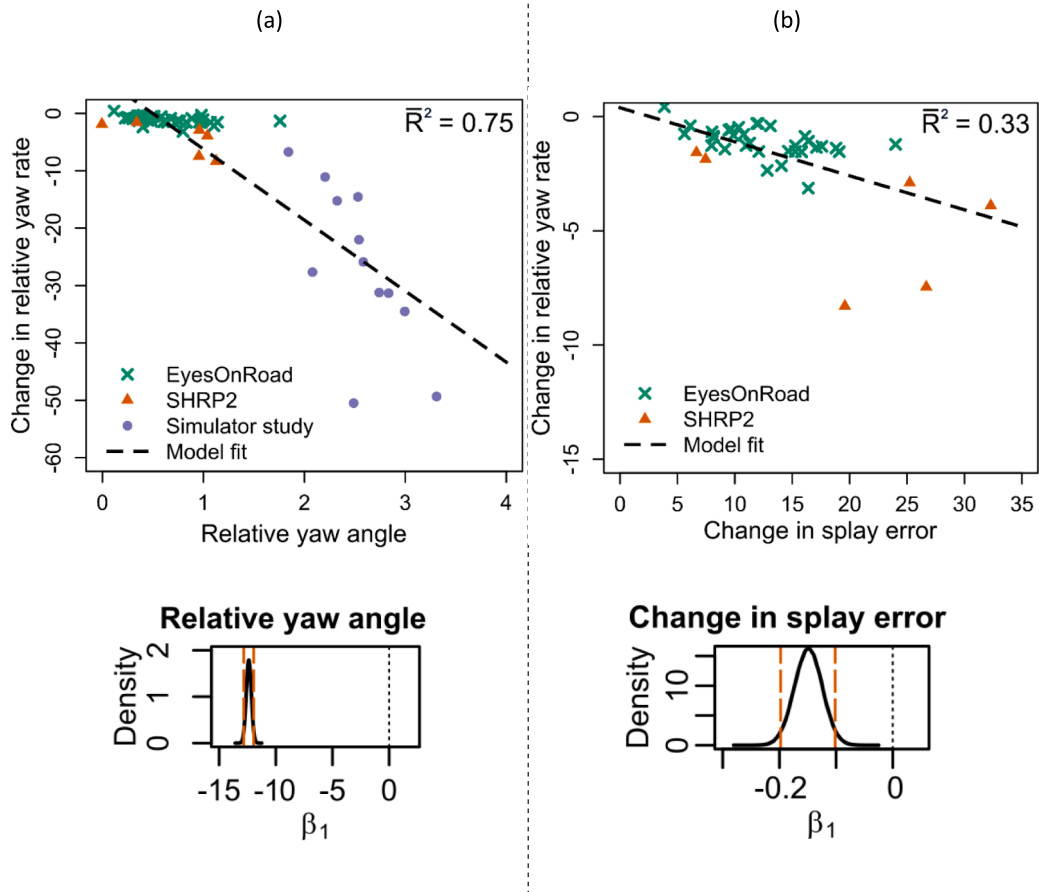 (a)
R̅² = 0.75
Change in relative yaw rate
0
-10
-20
-30
-40
-50
-60
EyesOnRoad
SHRP2
Simulator study
Model fit
0 1 2 3 4
Relative yaw angle
Relative yaw angle
Density
2
1
0
-15 -10 -5 0
β₁
(b)
R̅² = 0.33
Change in relative yaw rate
0
-5
-10
-15
EyesOnRoad
SHRP2
Model fit
0 5 10 15 20 25 30 35
Change in splay error
Change in splay error
Density
10
0
-0.2 0
β₁